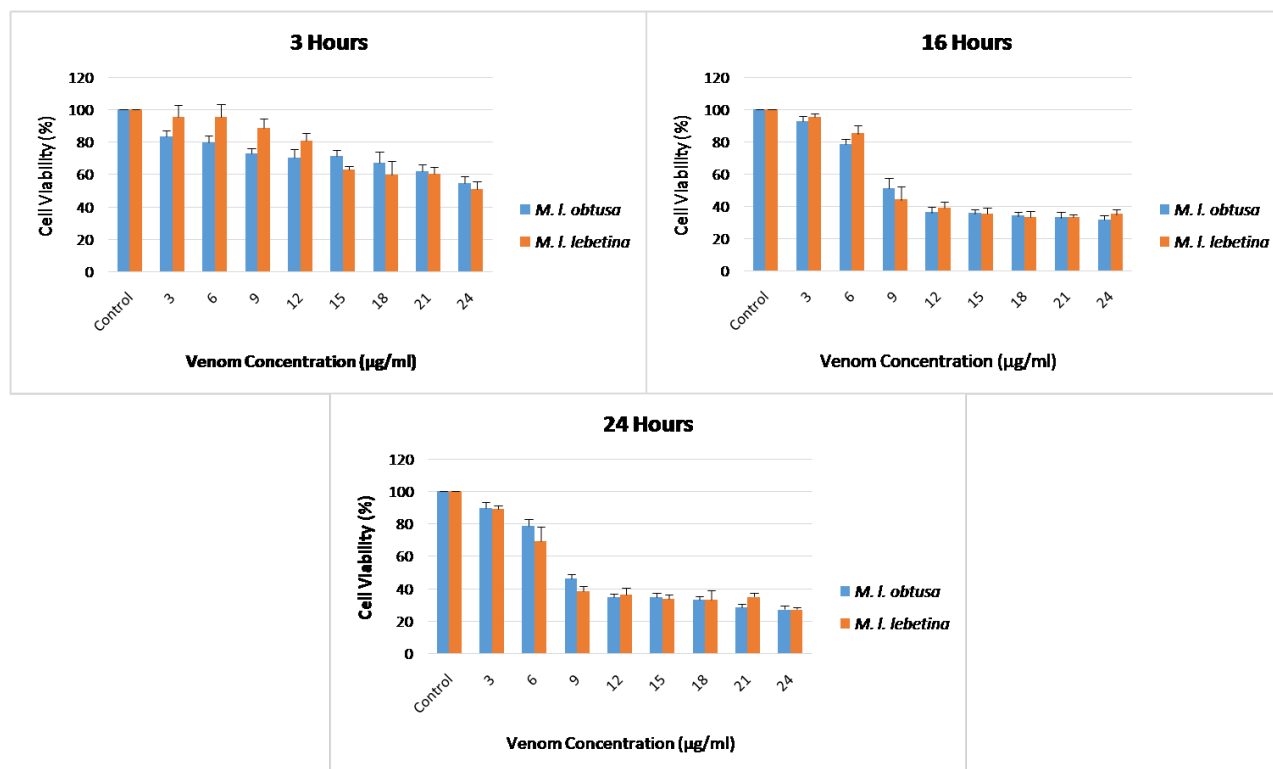 3 Hours
120
100
80
60
40
20
0
Cell Viability (%)
Control 3 6 9 12 15 18 21 24
Venom Concentration (µg/ml)
M. l. obtusa
M. l. lebetina
16 Hours
120
100
80
60
40
20
0
Cell Viability (%)
Control 3 6 9 12 15 18 21 24
Venom Concentration (µg/ml)
M. l. obtusa
M. l. lebetina
24 Hours
120
100
80
60
40
20
0
Cell Viability (%)
Control 3 6 9 12 15 18 21 24
Venom Concentration (µg/ml)
M. l. obtusa
M. l. lebetina